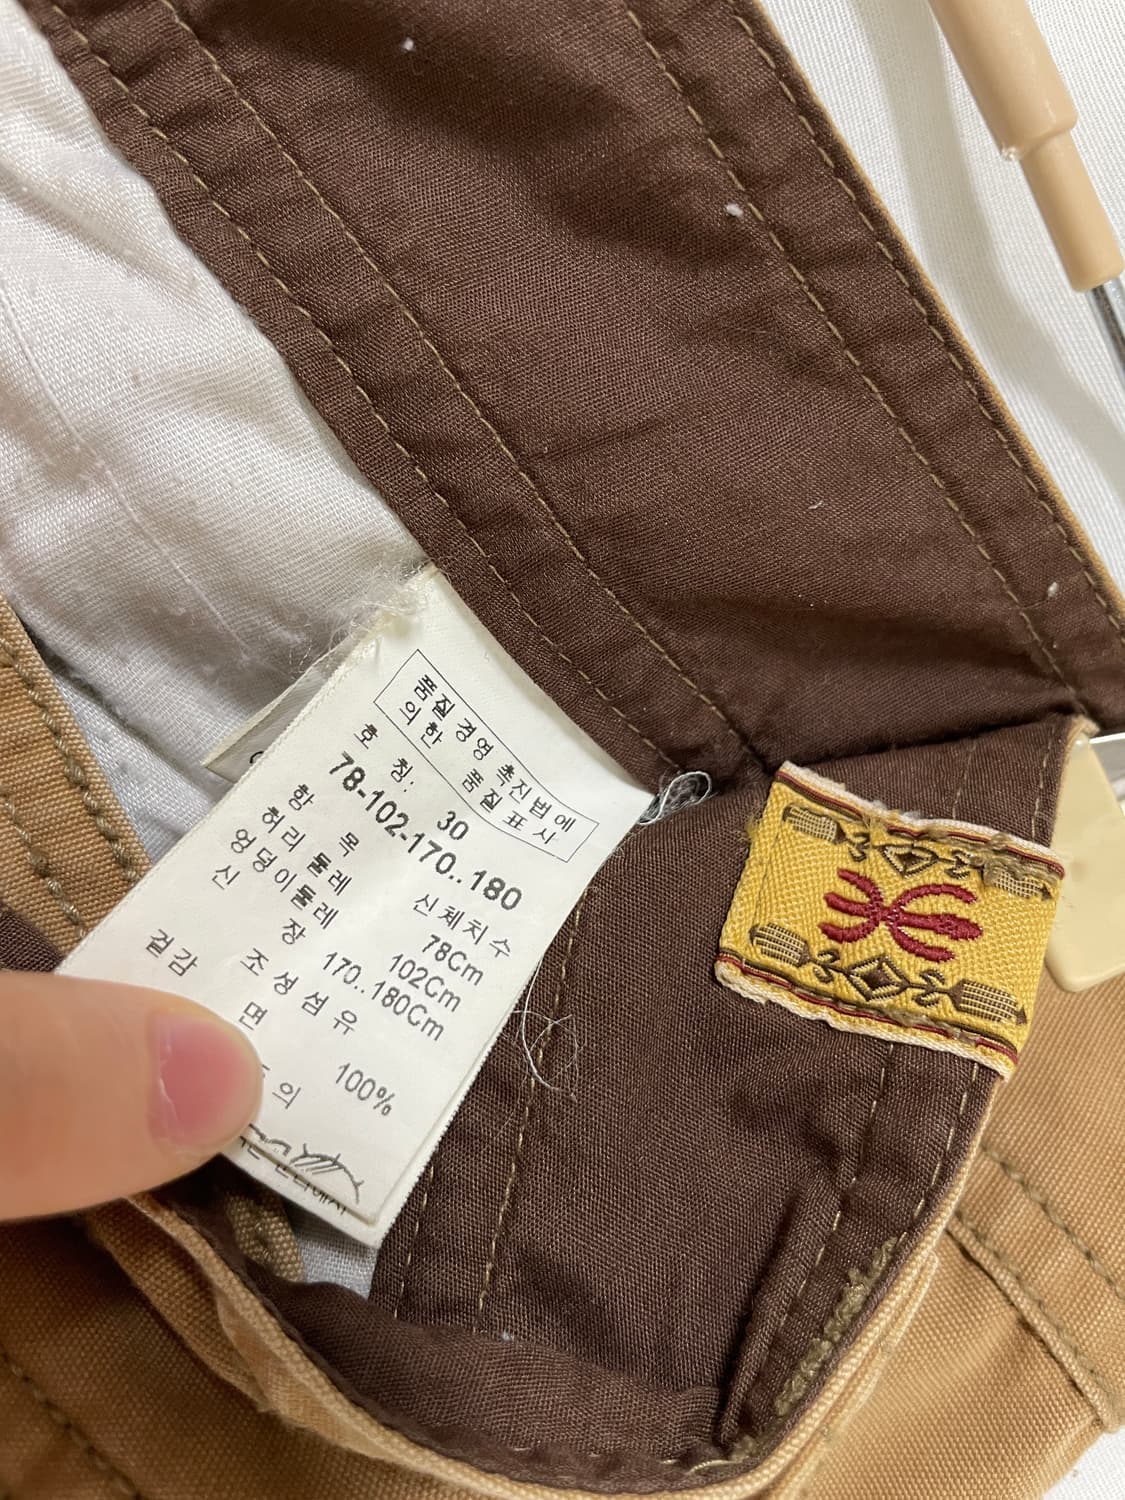 품질경영촉진법에
의한 품질표시
호 칭. 30
78-102-170..180
항 목 신체치수
허리둘레 78Cm
엉덩이둘레 102Cm
신 장 170..180Cm
조성섬유
겉감 면 100%
의